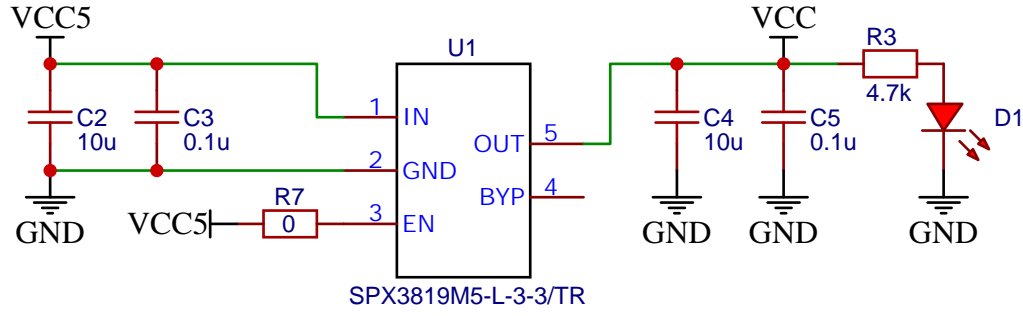 VCC5
VCC
U1
R3
4.7k
C2
10u
C3
0.1u
1
IN
2
GND
3
EN
OUT
5
BYP
4
C4
10u
C5
0.1u
D1
GND
R7
0
VCC5
GND
GND
GND
SPX3819M5-L-3-3/TR